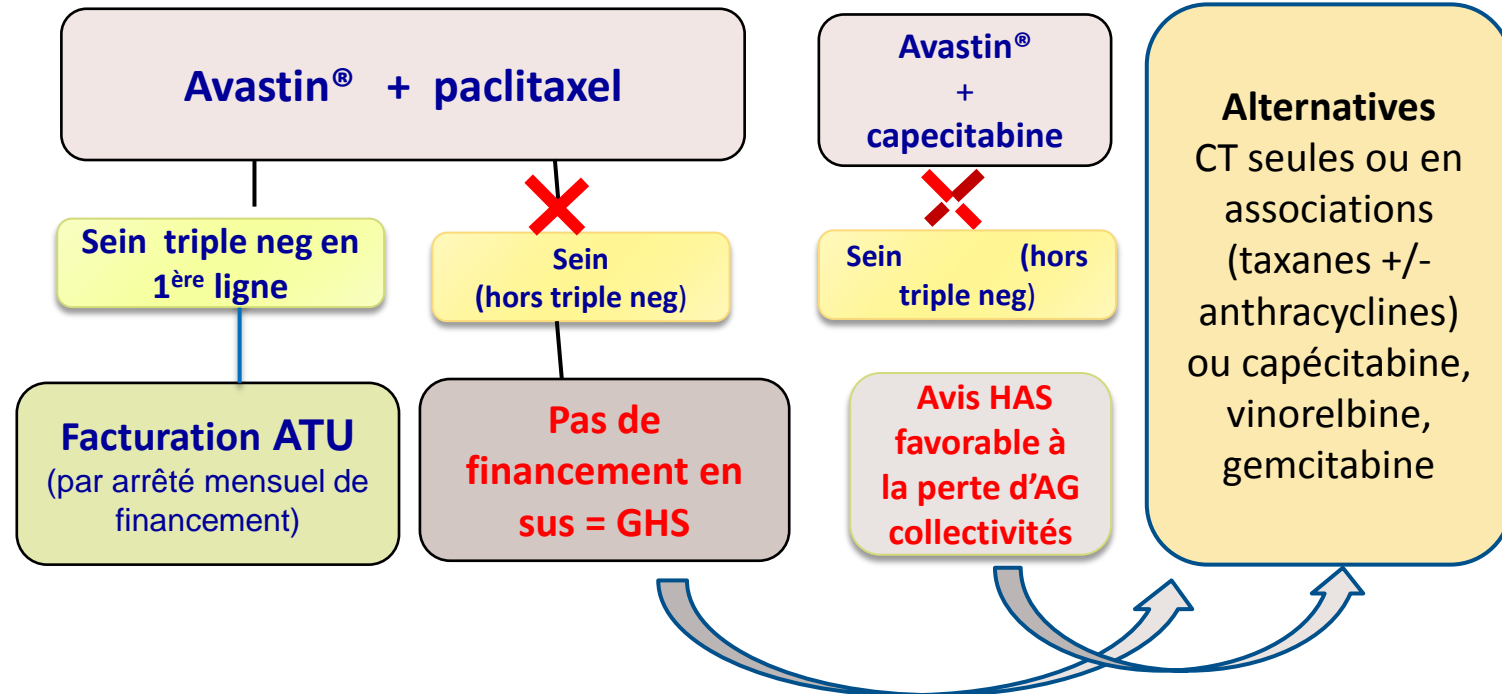 Avastin® + paclitaxel
Avastin®
+
capecitabine
Sein triple neg en
1ère ligne
Sein
(hors triple neg)
Sein (hors
triple neg)
Facturation ATU
(par arrêté mensuel de
financement)
Pas de
financement en
sus = GHS
Avis HAS
favorable à
la perte d’AG
collectivités
Alternatives
CT seules ou en
associations
(taxanes +/-
anthracyclines)
ou capécitabine,
vinorelbine,
gemcitabine